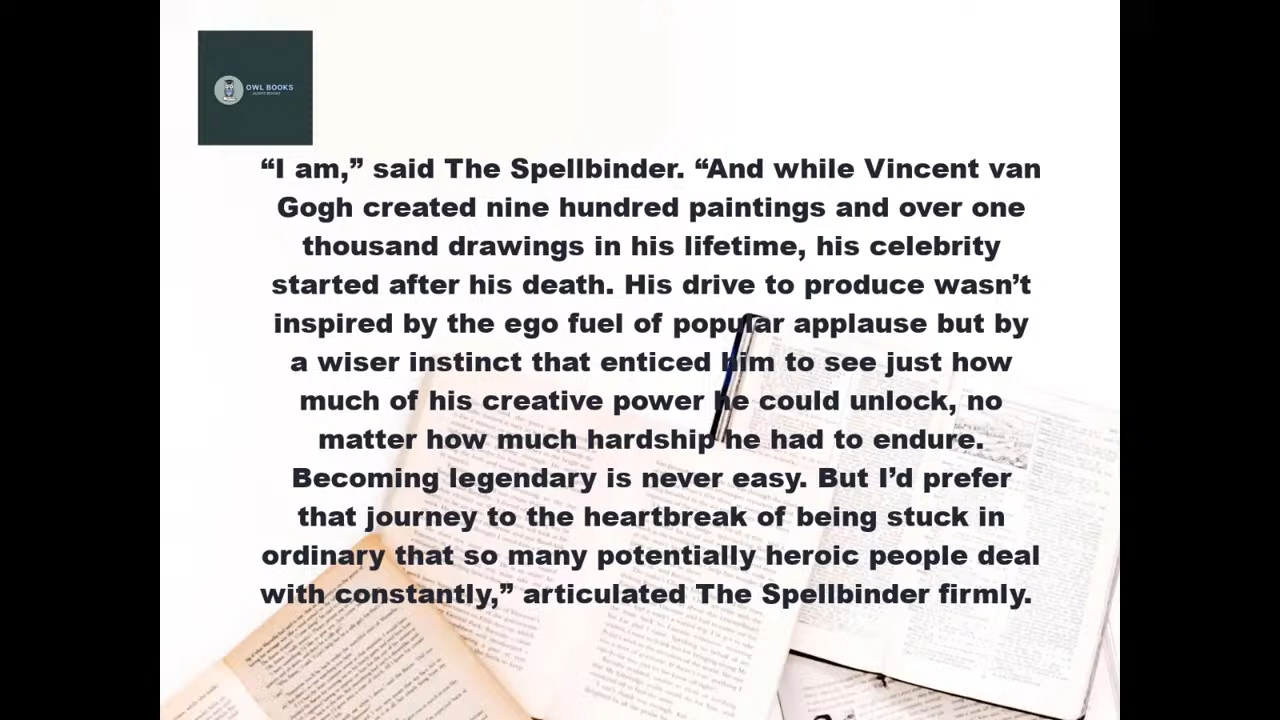 OWL BOOKS
“I am,” said The Spellbinder. “And while Vincent van
Gogh created nine hundred paintings and over one
thousand drawings in his lifetime, his celebrity
started after his death. His drive to produce wasn’t
inspired by the ego fuel of popular applause but by
a wiser instinct that enticed him to see just how
much of his creative power he could unlock, no
matter how much hardship he had to endure.
Becoming legendary is never easy. But I’d prefer
that journey to the heartbreak of being stuck in
ordinary that so many potentially heroic people deal
with constantly,” articulated The Spellbinder firmly.